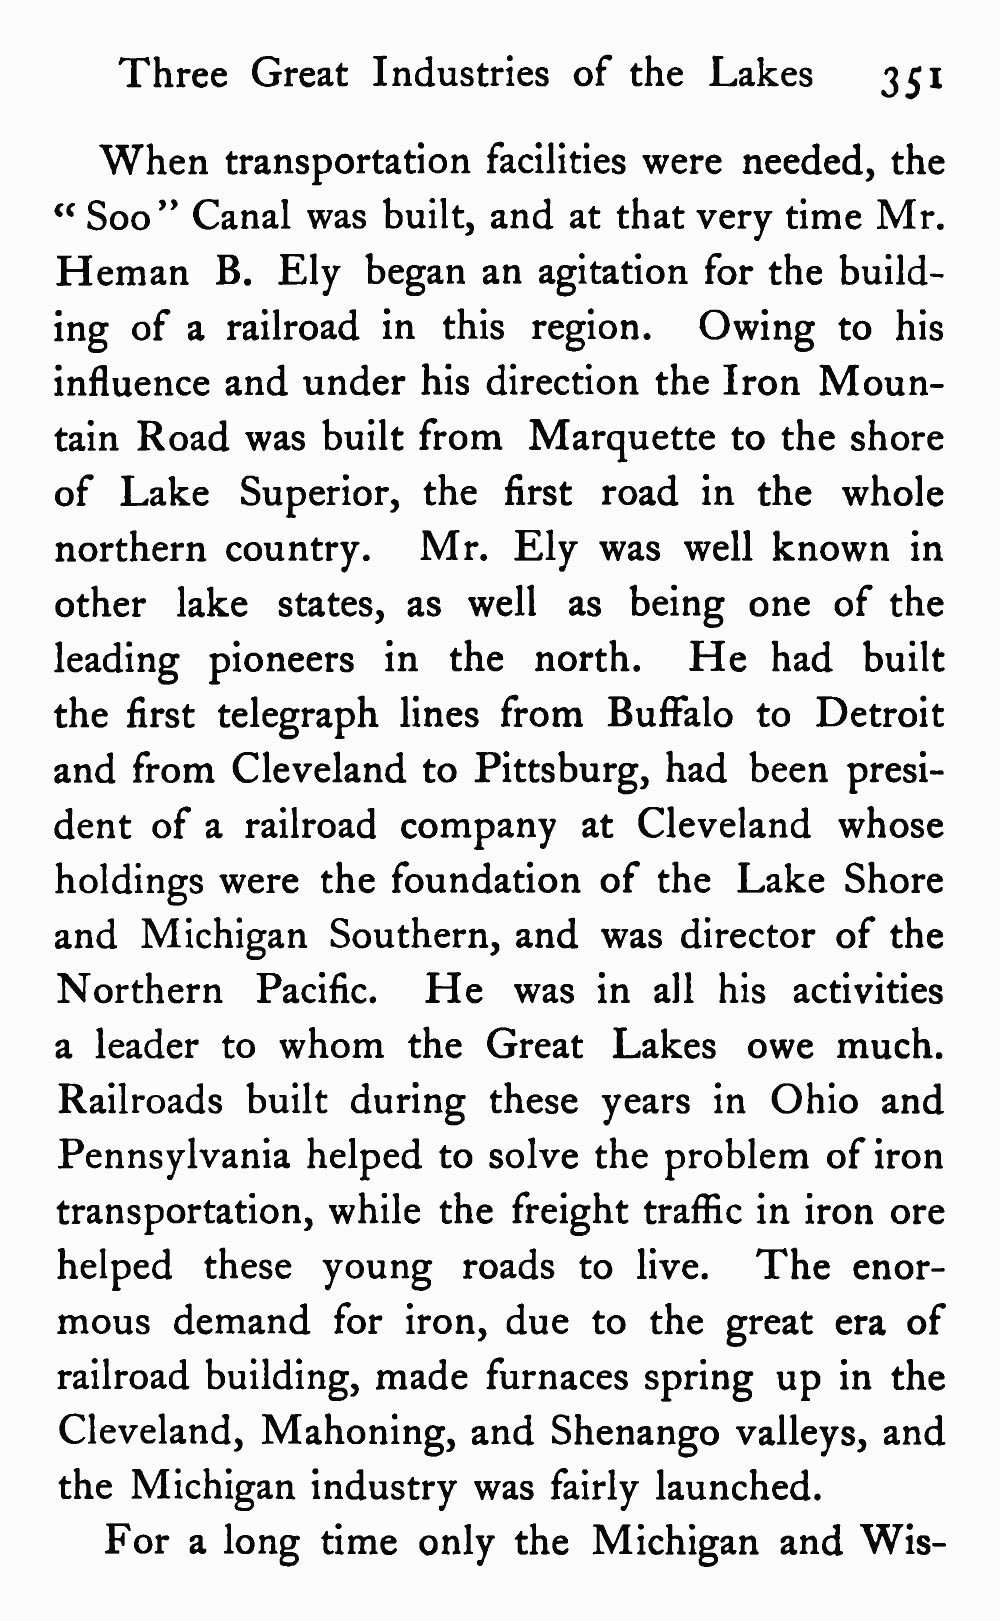 Three Great Industries of the Lakes 351
When transportation facilities were needed, the
“ Soo ” Canal was built, and at that very time Mr.
Heman B. Ely began an agitation for the build-
ing of a railroad in this region. Owing to his
influence and under his direction the Iron Moun-
tain Road was built from Marquette to the shore
of Lake Superior, the first road in the whole
northern country. Mr. Ely was well known in
other lake states, as well as being one of the
leading pioneers in the north. He had built
the first telegraph lines from Buffalo to Detroit
and from Cleveland to Pittsburg, had been presi-
dent of a railroad company at Cleveland whose
holdings were the foundation of the Lake Shore
and Michigan Southern, and was director of the
Northern Pacific. He was in all his activities
a leader to whom the Great Lakes owe much.
Railroads built during these years in Ohio and
Pennsylvania helped to solve the problem of iron
transportation, while the freight traffic in iron ore
helped these young roads to live. The enor-
mous demand for iron, due to the great era of
railroad building, made furnaces spring up in the
Cleveland, Mahoning, and Shenango valleys, and
the Michigan industry was fairly launched.
For a long time only the Michigan and Wis-